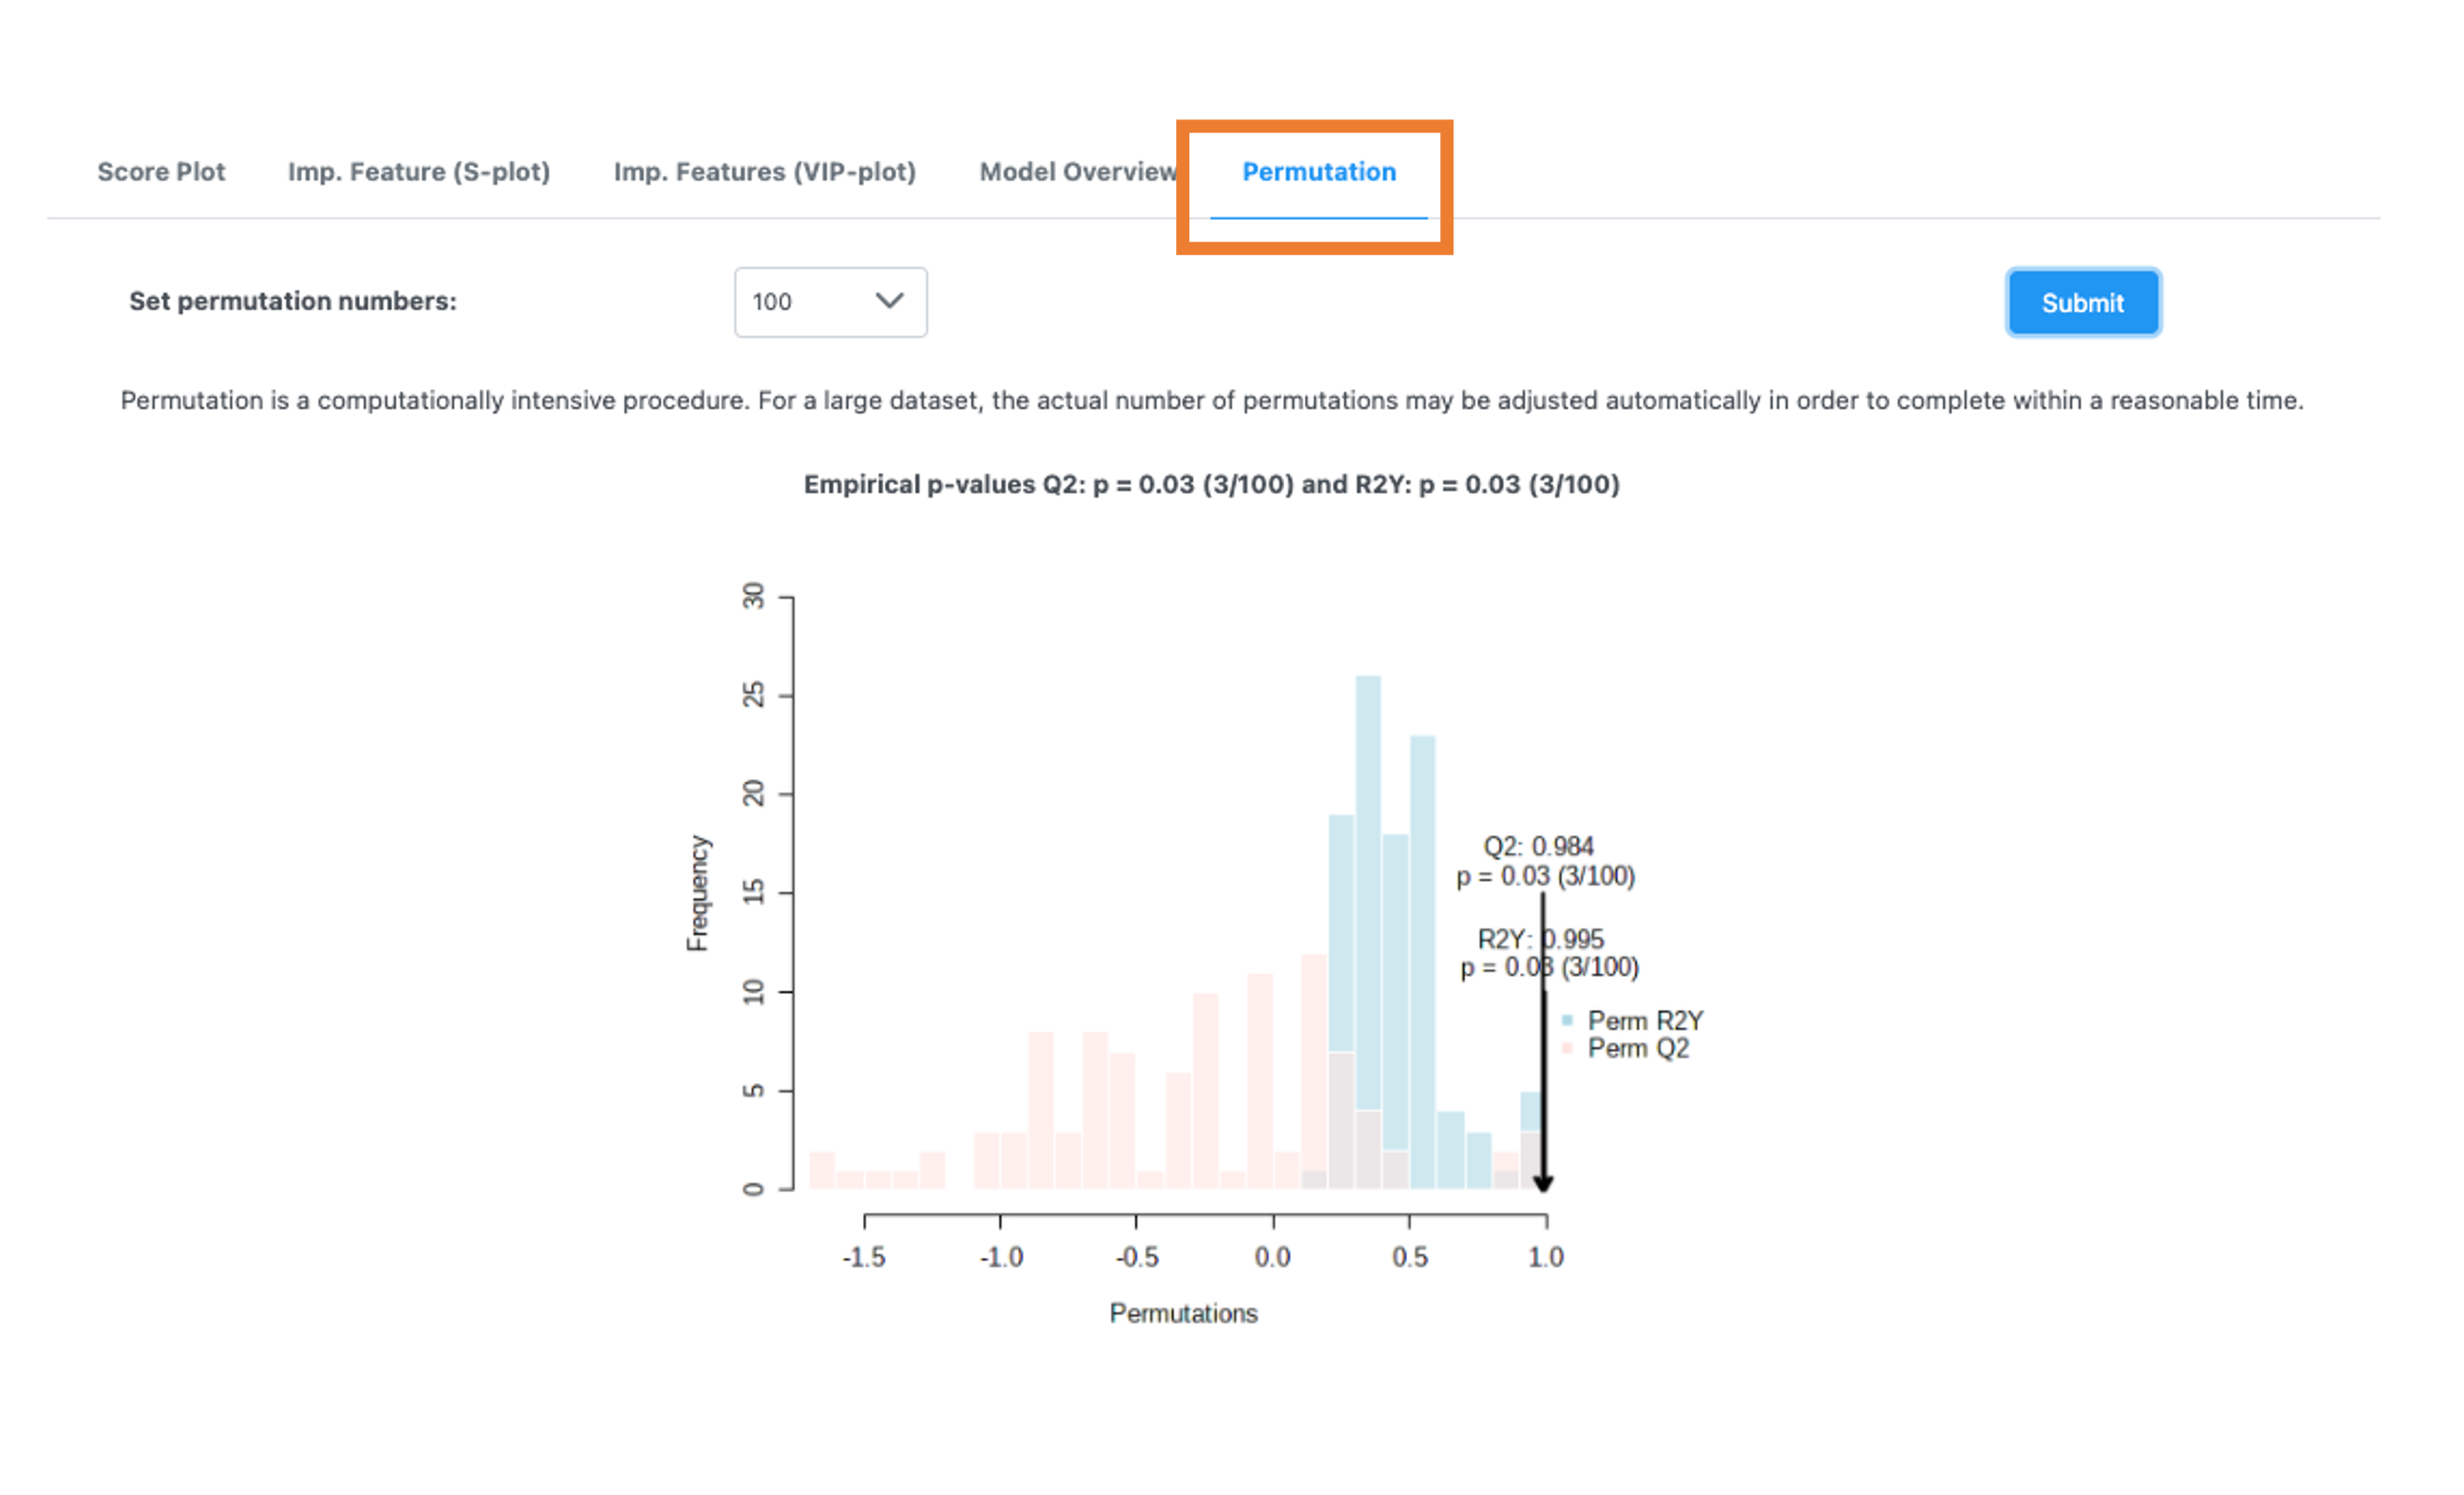 Score Plot Imp. Feature (S-plot) Imp. Features (VIP-plot) Model Overview Permutation
Set permutation numbers: 100 Submit
Permutation is a computationally intensive procedure. For a large dataset, the actual number of permutations may be adjusted automatically in order to complete within a reasonable time.
Empirical p-values Q2: p = 0.03 (3/100) and R2Y: p = 0.03 (3/100)
30
25
20
15
10
5
0
Frequency
Q2: 0.984
p = 0.03 (3/100)
R2Y: 0.995
p = 0.03 (3/100)
Perm R2Y
Perm Q2
-1.5 -1.0 -0.5 0.0 0.5 1.0
Permutations